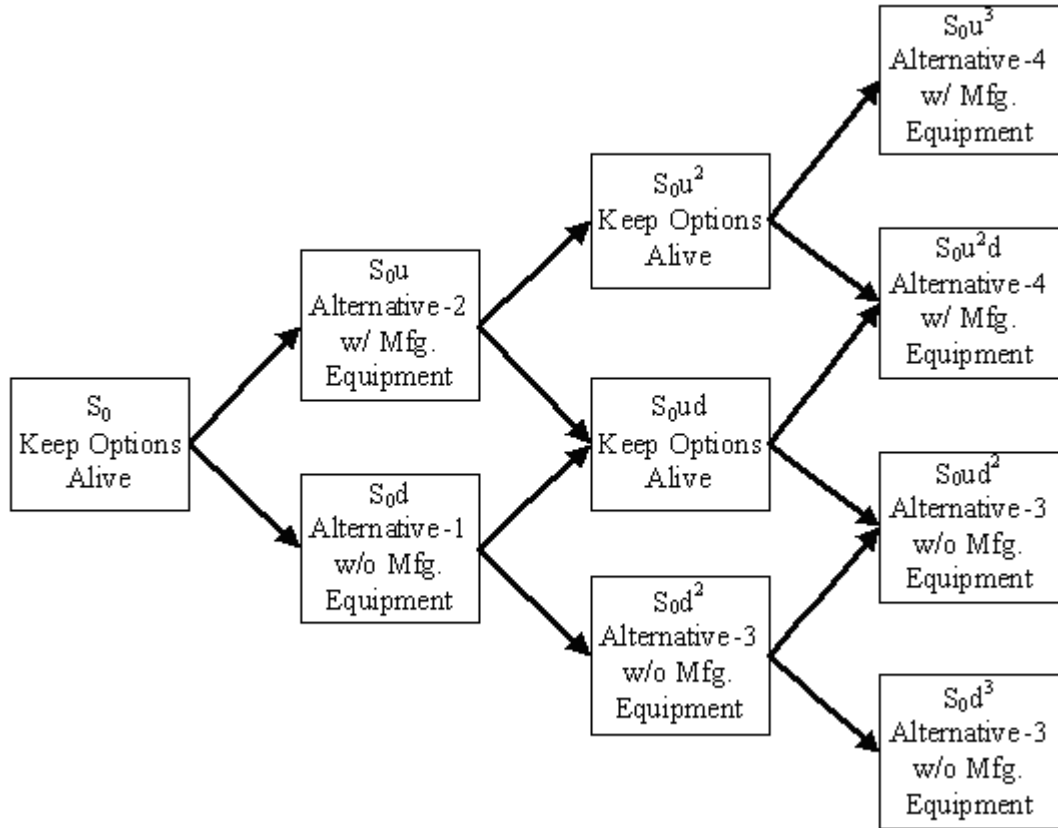 S₀
Keep Options
Alive
S₀u
Alternative-2
w/ Mfg.
Equipment
S₀d
Alternative-1
w/o Mfg.
Equipment
S₀u²
Keep Options
Alive
S₀ud
Keep Options
Alive
S₀d²
Alternative-3
w/o Mfg.
Equipment
S₀u³
Alternative-4
w/ Mfg.
Equipment
S₀u²d
Alternative-4
w/ Mfg.
Equipment
S₀ud²
Alternative-3
w/o Mfg.
Equipment
S₀d³
Alternative-3
w/o Mfg.
Equipment